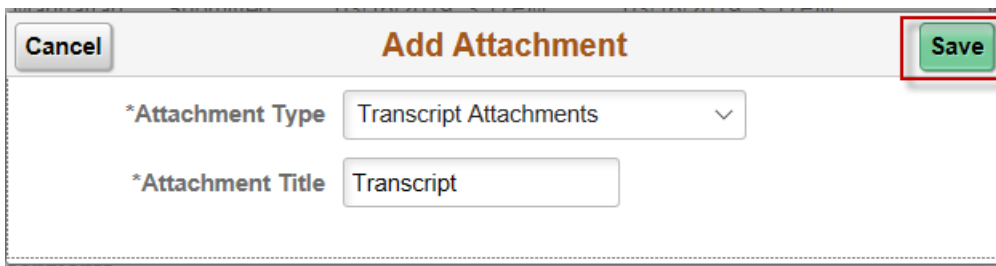 Cancel
Add Attachment
Save
*Attachment Type
Transcript Attachments
*Attachment Title
Transcript